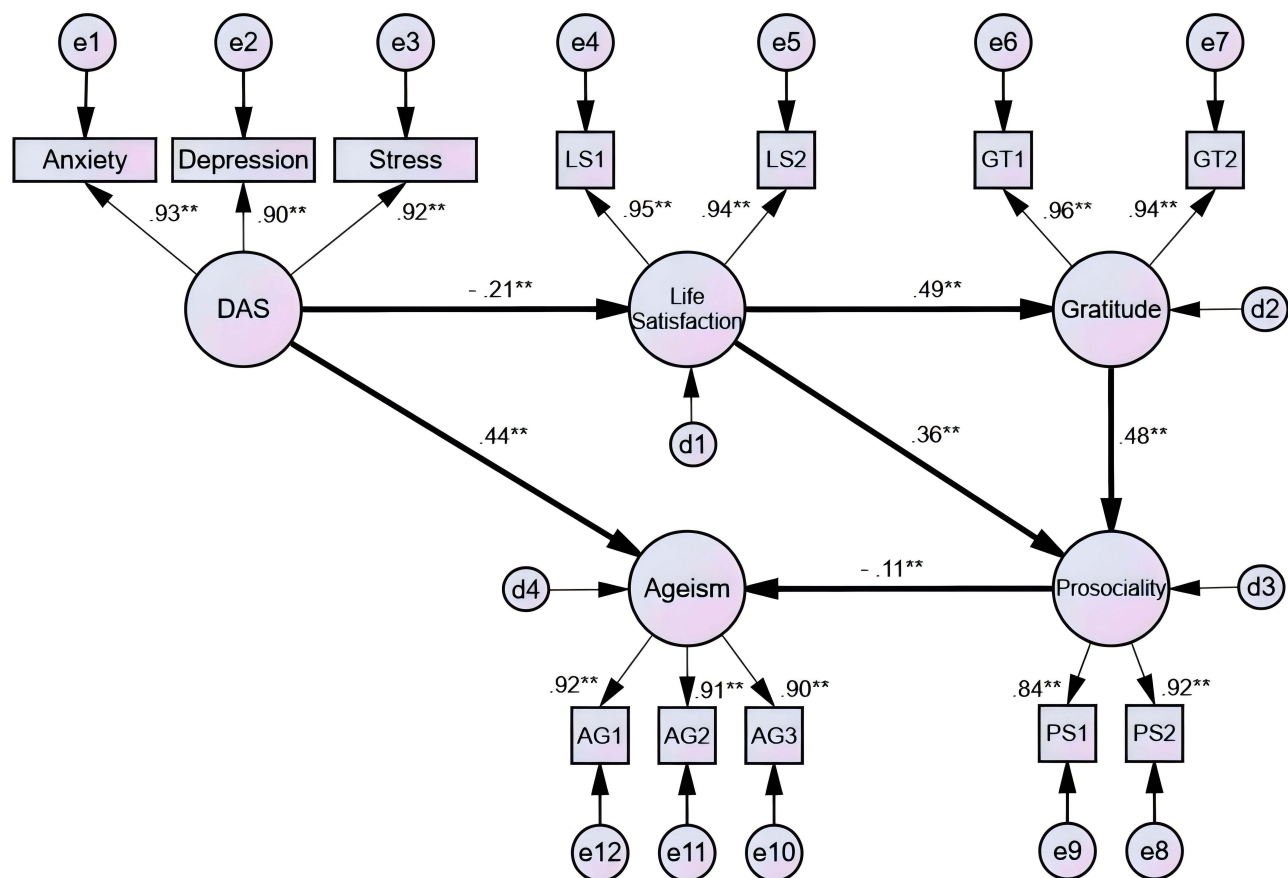 e1
e2
e3
e4
e5
e6
e7
Anxiety
Depression
Stress
LS1
LS2
GT1
GT2
.93**
.90**
.92**
.95**
.94**
.96**
.94**
DAS
- .21**
Life
Satisfaction
.49**
Gratitude
d2
.44**
d1
.36**
.48**
d4
Ageism
- .11**
Prosociality
d3
.92**
.91**
.90**
.84**
.92**
AG1
AG2
AG3
PS1
PS2
e12
e11
e10
e9
e8